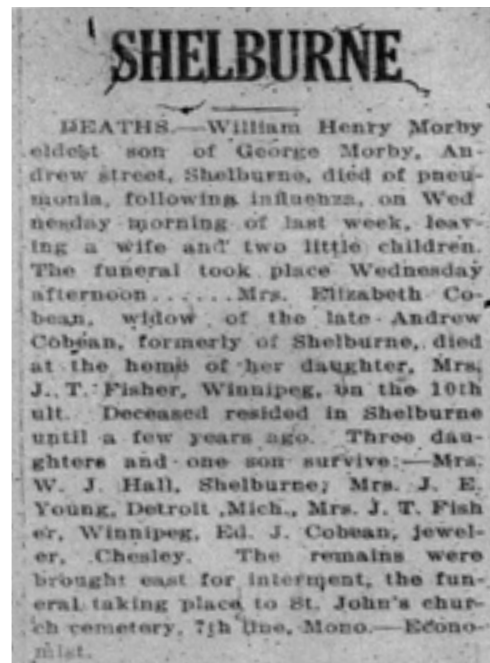 SHELBURNE
DEATHS.—William Henry Morby
eldest son of George Morby, An-
drew street, Shelburne, died of pneu-
monia, following influenza, on Wed
nesday morning of last week, leav-
ing a wife and two little children.
The funeral took place Wednesday
afternoon......Mrs. Elizabeth Co-
bean, widow of the late Andrew
Cobean, formerly of Shelburne, died
at the home of her daughter, Mrs.
J. T. Fisher, Winnipeg, on the 10th
ult. Deceased resided in Shelburne
until a few years ago. Three dau-
ghters and one son survive:—Mrs.
W. J. Hall, Shelburne; Mrs. J. E.
Young, Detroit ,Mich., Mrs. J. T. Fish
er, Winnipeg, Ed. J. Cobean, jewel-
er, Chesley. The remains were
brought east for interment, the fun-
eral taking place to St. John's chur-
ch cemetery, 7th line, Mono.—Econo-
mist.